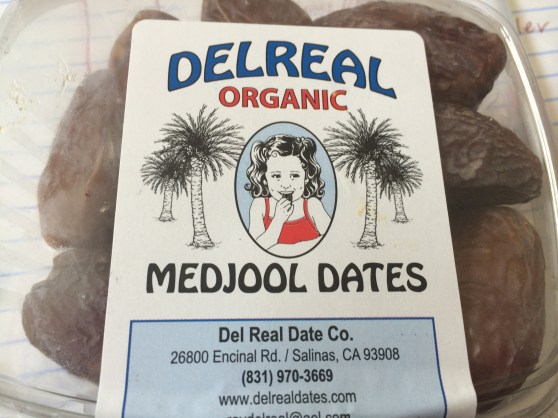 DELREAL
ORGANIC
MEDJOOL DATES
Del Real Date Co.
26800 Encinal Rd. / Salinas, CA 93908
(831) 970-3669
www.delrealdates.com